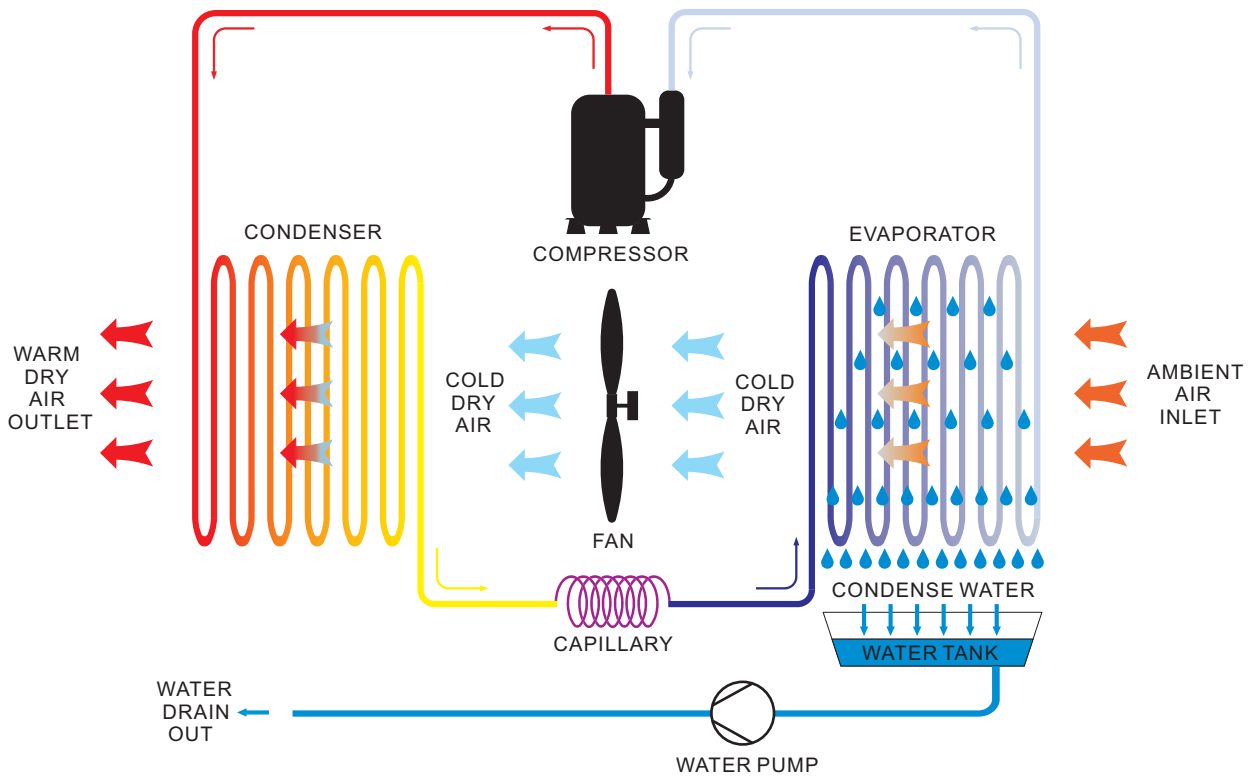 CONDENSER
COMPRESSOR
EVAPORATOR
WARM
DRY
AIR
OUTLET
COLD
DRY
AIR
COLD
DRY
AIR
AMBIENT
AIR
INLET
FAN
CAPILLARY
CONDENSE WATER
WATER TANK
WATER
DRAIN
OUT
WATER PUMP